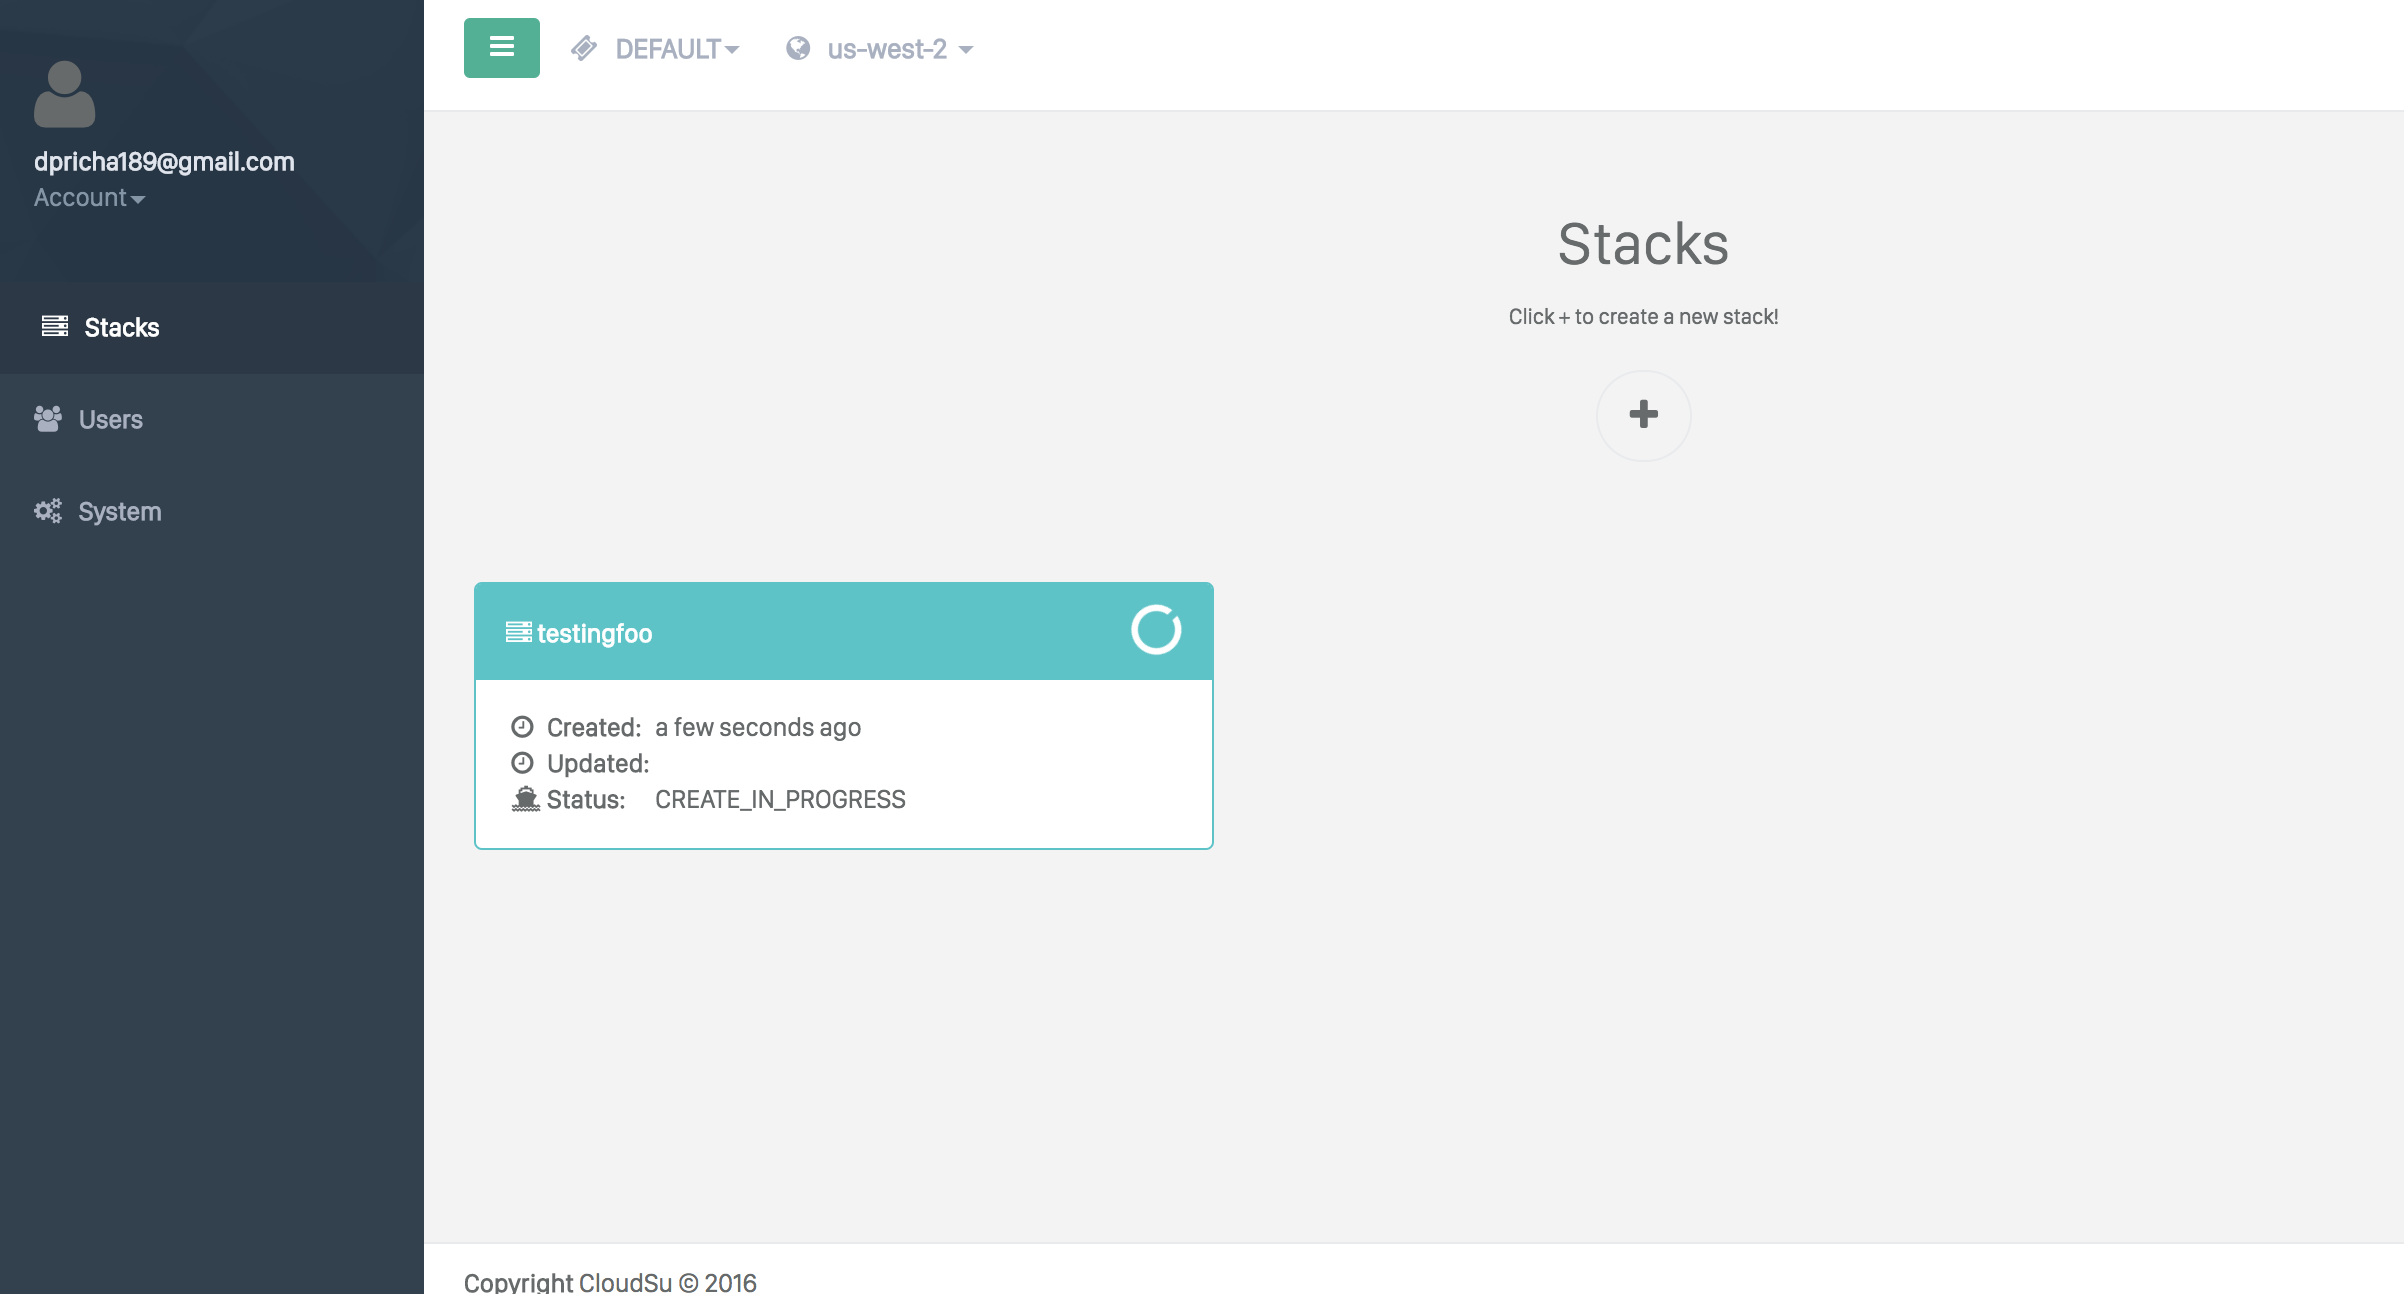 DEFAULT
us-west-2
dpricha189@gmail.com
Account
Stacks
Users
System
Stacks
Click + to create a new stack!
testingfoo
Created: a few seconds ago
Updated:
Status: CREATE_IN_PROGRESS
Copyright CloudSu © 2016